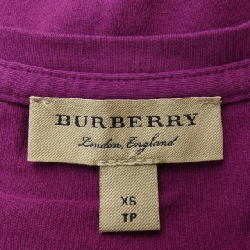 BURBERRY
London, England
XS
TP